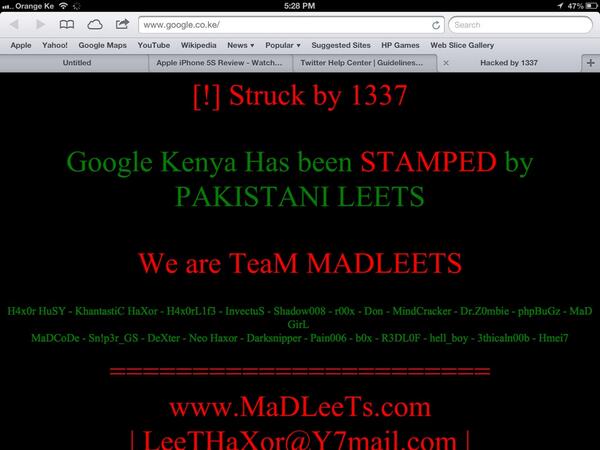 Orange Ke 5:28 PM 47%
www.google.co.ke/ Search
Apple Yahoo! Google Maps YouTube Wikipedia News ▾ Popular ▾ Suggested Sites HP Games Web Slice Gallery
Untitled Apple iPhone 5S Review - Watch... Twitter Help Center | Guidelines... Hacked by 1337
[!] Struck by 1337
Google Kenya Has been STAMPED by
PAKISTANI LEETS
We are TeaM MADLEETS
H4x0r HuSY - KhantastiC HaXor - H4x0rL1f3 - InvectuS - Shadow008 - r00x - Don - MindCracker - Dr.Z0mbie - phpBuGz - MaD
GirL
MaDCoDe - Sn!p3r_GS - DeXter - Neo Haxor - Darksnipper - Pain006 - b0x - R3DL0F - hell_boy - 3thicaln00b - Hmei7
=======================
www.MaDLeeTs.com
| LeeTHaXor@Y7mail.com |